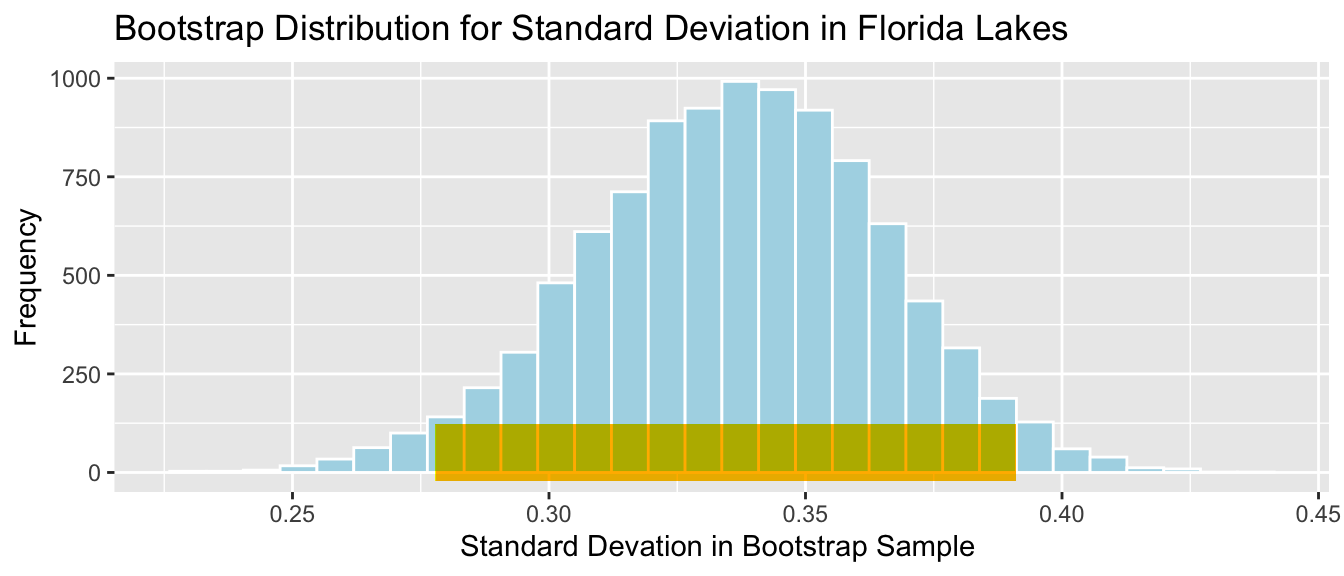 Bootstrap Distribution for Standard Deviation in Florida Lakes
1000
750
500
250
0
Frequency
0.25 0.30 0.35 0.40 0.45
Standard Devation in Bootstrap Sample